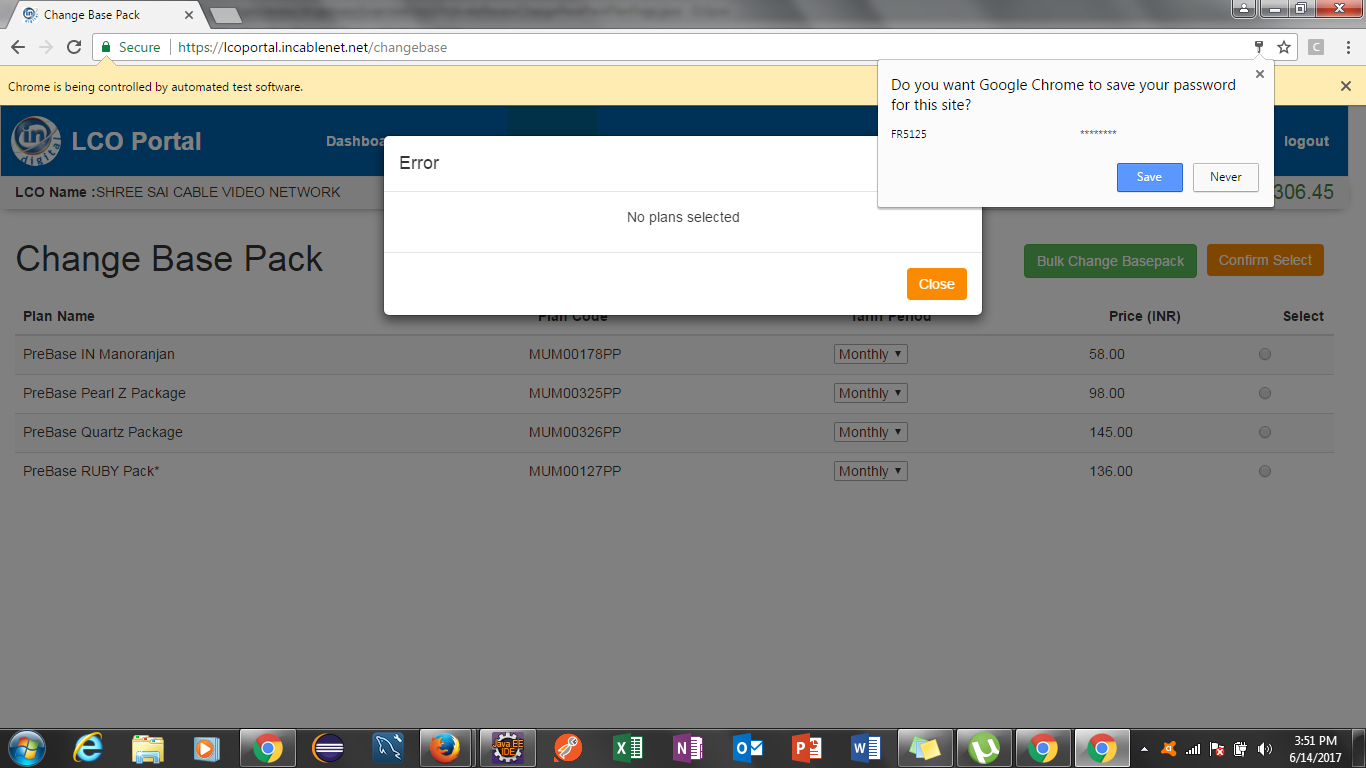 Change Base Pack
Secure https://lcoportal.incablenet.net/changebase
Chrome is being controlled by automated test software.
Do you want Google Chrome to save your password
for this site?
FR5125 ********
Save Never
in
digital
LCO Portal
logout
LCO Name :SHREE SAI CABLE VIDEO NETWORK
306.45
Error
No plans selected
Close
Change Base Pack
Bulk Change Basepack Confirm Select
Plan Name Plan Code Tariff Period Price (INR) Select
PreBase IN Manoranjan MUM00178PP Monthly 58.00
PreBase Pearl Z Package MUM00325PP Monthly 98.00
PreBase Quartz Package MUM00326PP Monthly 145.00
PreBase RUBY Pack* MUM00127PP Monthly 136.00
Java EE
IDE
3:51 PM
6/14/2017